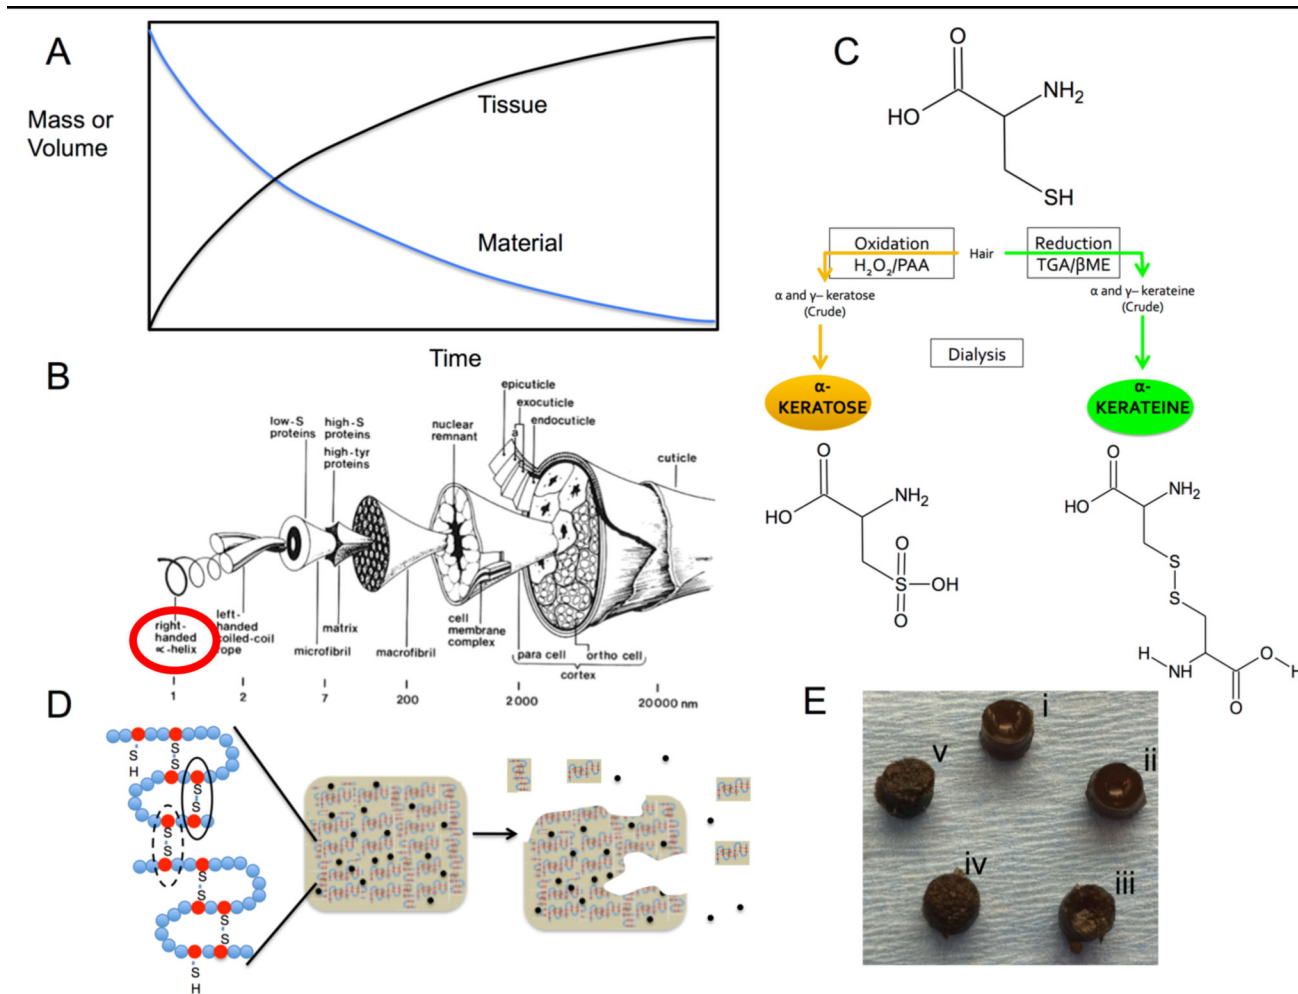 A
Mass or
Volume
Tissue
Material
Time
B
epicuticle
exocuticle
endocuticle
a
low-S
proteins
high-S
proteins
high-tyr
proteins
nuclear
remnant
cuticle
right-
handed
∝-helix
left-
handed
coiled-coil
rope
microfibril
matrix
macrofibril
cell
membrane
complex
para cell
ortho cell
cortex
1
2
7
200
2000
20000 nm
C
O
HO
NH₂
SH
Oxidation
H₂O₂/PAA
Hair
Reduction
TGA/βME
α and γ– keratose
(Crude)
α and γ– kerateine
(Crude)
Dialysis
α-
KERATOSE
α-
KERATEINE
O
HO
NH₂
O
S
OH
O
O
HO
NH₂
S
S
H
NH
O
H
O
D
S
H
S
S
S
S
S
S
S
S
S
S
S
H
E
i
ii
iii
iv
v